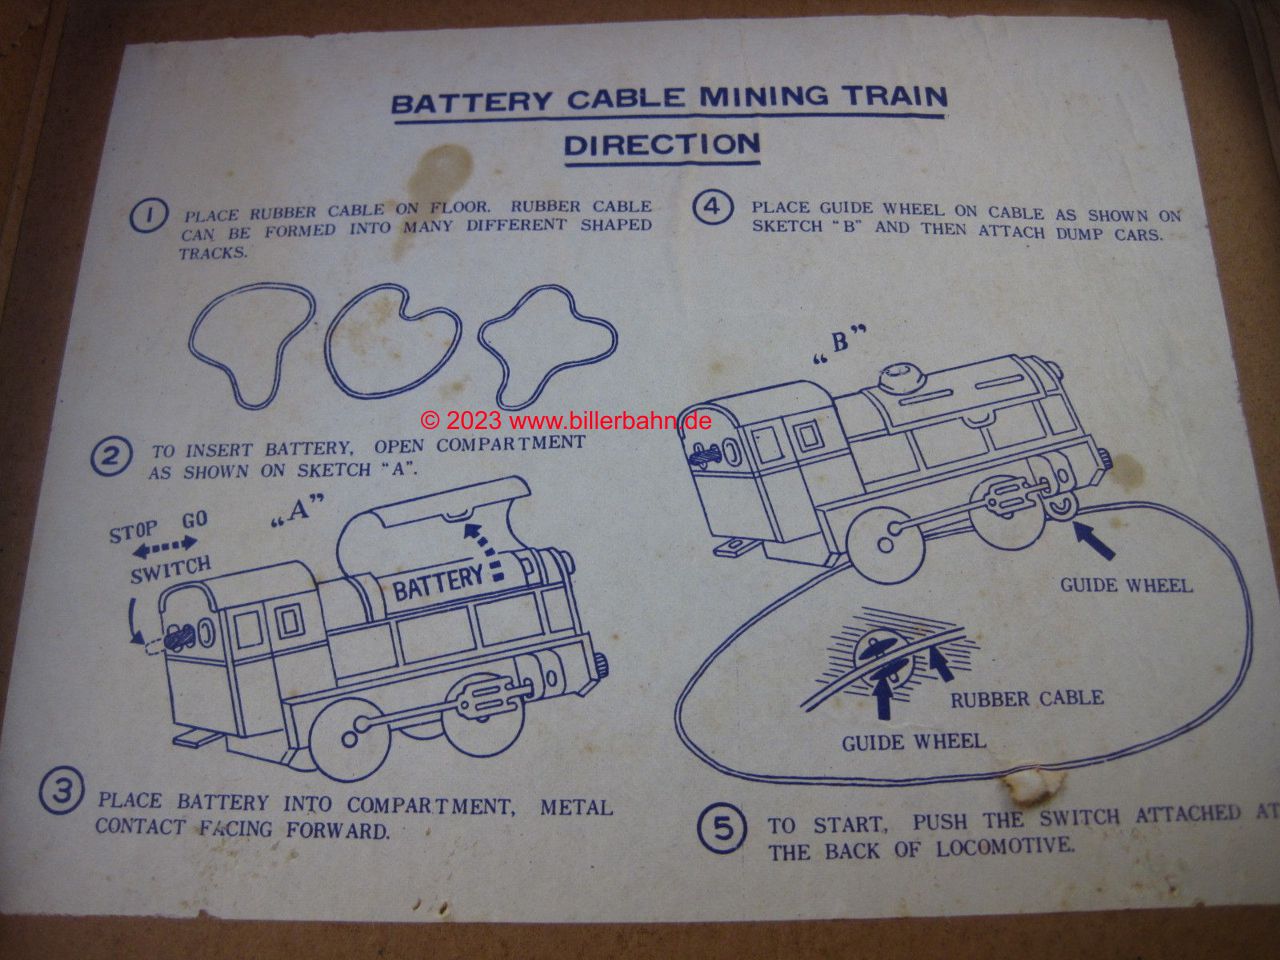 BATTERY CABLE MINING TRAIN
DIRECTION
1 PLACE RUBBER CABLE ON FLOOR. RUBBER CABLE
CAN BE FORMED INTO MANY DIFFERENT SHAPED
TRACKS.
© 2023 www.billerbahn.de
2 TO INSERT BATTERY, OPEN COMPARTMENT
AS SHOWN ON SKETCH "A".
„A”
STOP GO
SWITCH
BATTERY
3 PLACE BATTERY INTO COMPARTMENT, METAL
CONTACT FACING FORWARD.
4 PLACE GUIDE WHEEL ON CABLE AS SHOWN ON
SKETCH "B" AND THEN ATTACH DUMP CARS.
„B”
GUIDE WHEEL
RUBBER CABLE
GUIDE WHEEL
5 TO START, PUSH THE SWITCH ATTACHED AT
THE BACK OF LOCOMOTIVE.